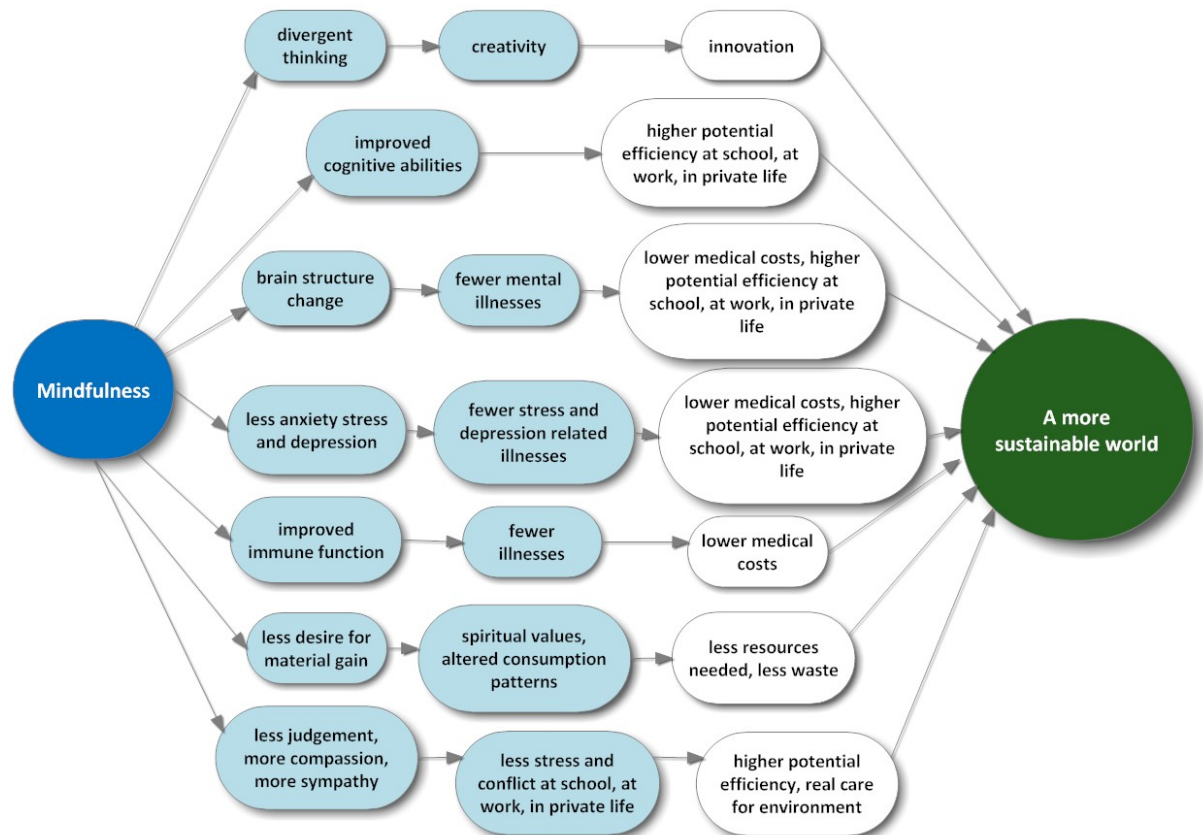 divergent
thinking
creativity
innovation
improved
cognitive abilities
higher potential
efficiency at school, at
work, in private life
brain structure
change
fewer mental
illnesses
lower medical costs, higher
potential efficiency at
school, at work, in private
life
Mindfulness
less anxiety stress
and depression
fewer stress and
depression related
illnesses
lower medical costs, higher
potential efficiency at
school, at work, in private
life
A more
sustainable world
improved
immune function
fewer
illnesses
lower medical
costs
less desire for
material gain
spiritual values,
altered consumption
patterns
less resources
needed, less waste
less judgement,
more compassion,
more sympathy
less stress and
conflict at school, at
work, in private life
higher potential
efficiency, real care
for environment